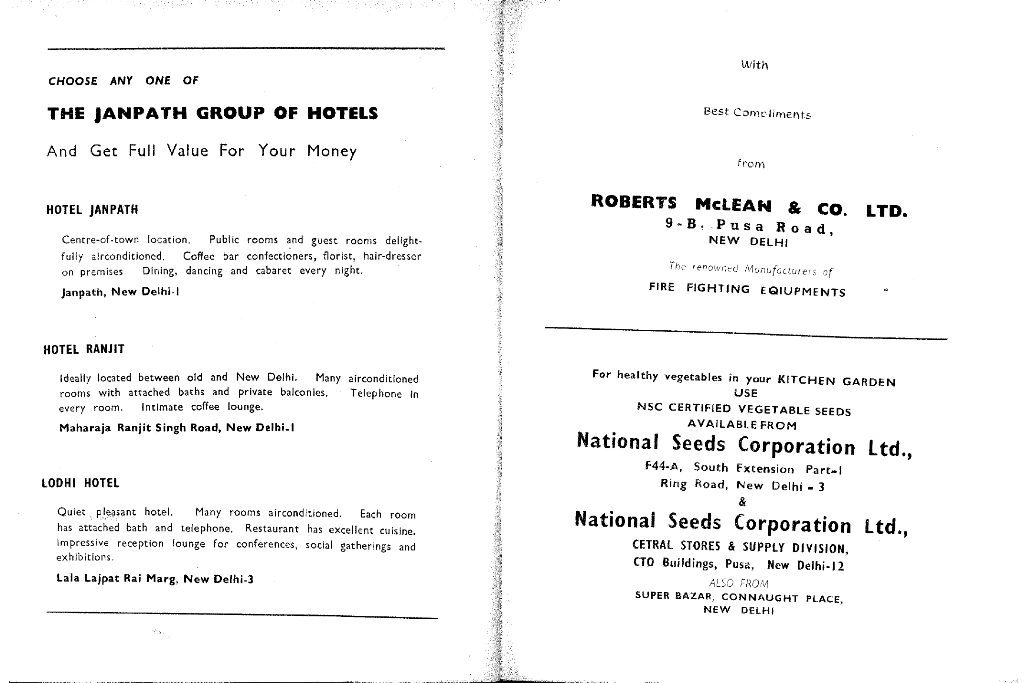 CHOOSE ANY ONE OF
THE JANPATH GROUP OF HOTELS
And Get Full Value For Your Money
HOTEL JANPATH
Centre-of-town location. Public rooms and guest rooms delight-
fully airconditioned. Coffee bar confectioners, florist, hair-dresser
on premises Dining, dancing and cabaret every night.
Janpath, New Delhi-1
HOTEL RANJIT
Ideally located between old and New Delhi. Many airconditioned
rooms with attached baths and private balconies. Telephone in
every room. Intimate coffee lounge.
Maharaja Ranjit Singh Road, New Delhi-1
LODHI HOTEL
Quiet pleasant hotel. Many rooms airconditioned. Each room
has attached bath and telephone. Restaurant has excellent cuisine.
Impressive reception lounge for conferences, social gatherings and
exhibitions.
Lala Lajpat Rai Marg, New Delhi-3
With
Best Compliments
from
ROBERTS McLEAN & CO. LTD.
9-B, Pusa Road,
NEW DELHI
The renowned Manufacturers of
FIRE FIGHTING EQIUPMENTS
For healthy vegetables in your KITCHEN GARDEN
USE
NSC CERTIFIED VEGETABLE SEEDS
AVAILABLE FROM
National Seeds Corporation Ltd.,
F44-A, South Extension Part-I
Ring Road, New Delhi - 3
&
National Seeds Corporation Ltd.,
CETRAL STORES & SUPPLY DIVISION,
CTO Buildings, Pusa, New Delhi-12
ALSO FROM
SUPER BAZAR, CONNAUGHT PLACE,
NEW DELHI